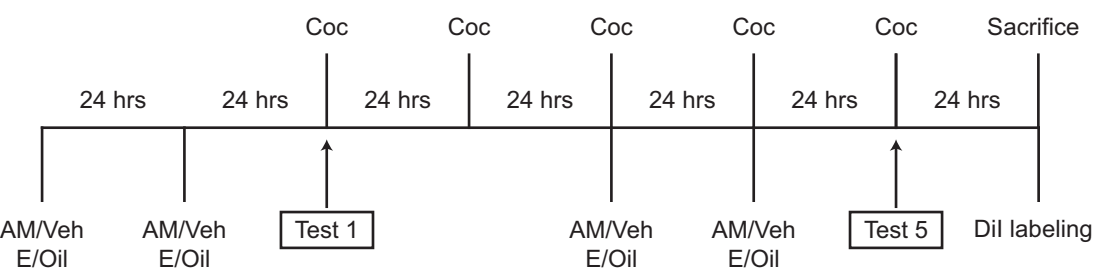 Coc Coc Coc Coc Coc Sacrifice
24 hrs 24 hrs 24 hrs 24 hrs 24 hrs 24 hrs 24 hrs
AM/Veh AM/Veh Test 1 AM/Veh AM/Veh Test 5 Dil labeling
E/Oil E/Oil E/Oil E/Oil